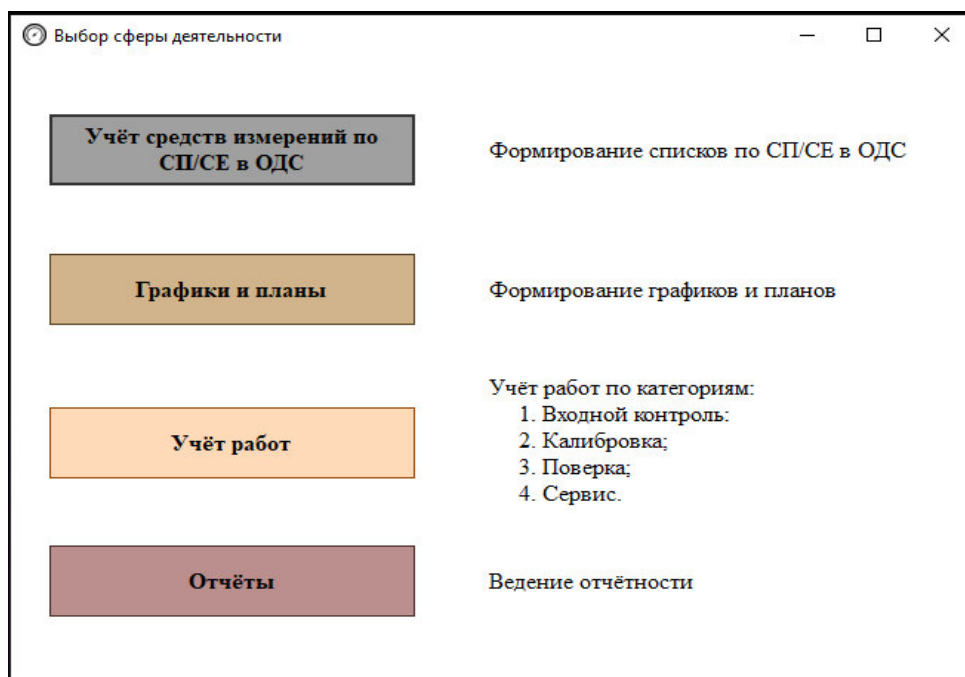 Выбор сферы деятельности
Учёт средств измерений по
СП/СЕ в ОДС
Формирование списков по СП/СЕ в ОДС
Графики и планы
Формирование графиков и планов
Учёт работ
Учёт работ по категориям:
1. Входной контроль:
2. Калибровка;
3. Поверка;
4. Сервис.
Отчёты
Ведение отчётности